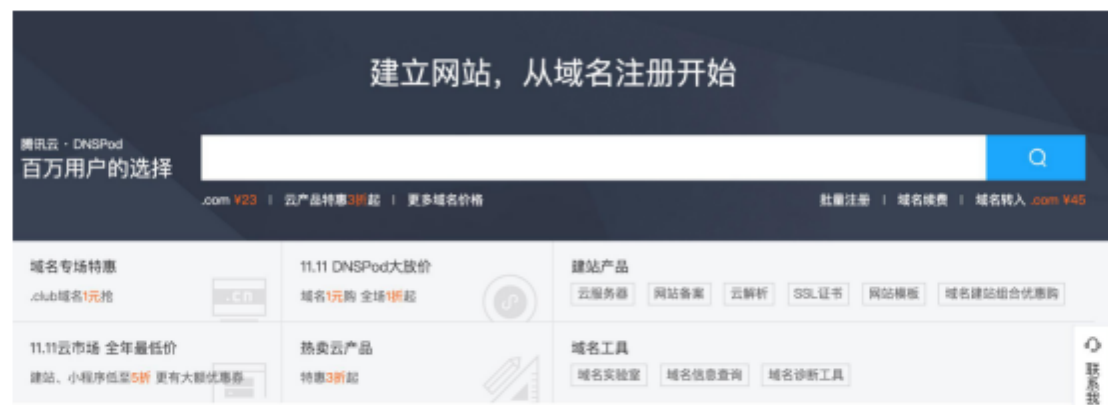 建立网站，从域名注册开始
腾讯云·DNSPod
百万用户的选择
.com ¥23 | 云产品特惠3折起 | 更多域名价格
批量注册 | 域名续费 | 域名转入 .com ¥45
域名专场特惠
.club域名1元抢
.cn
11.11 DNSPod大放价
域名1元购 全场1折起
建站产品
云服务器 网站备案 云解析 SSL证书 网站模板 域名建站组合优惠购
11.11云市场 全年最低价
建站、小程序低至5折 更有大额优惠券
热卖云产品
特惠3折起
域名工具
域名实验室 域名信息查询 域名诊断工具
联系我